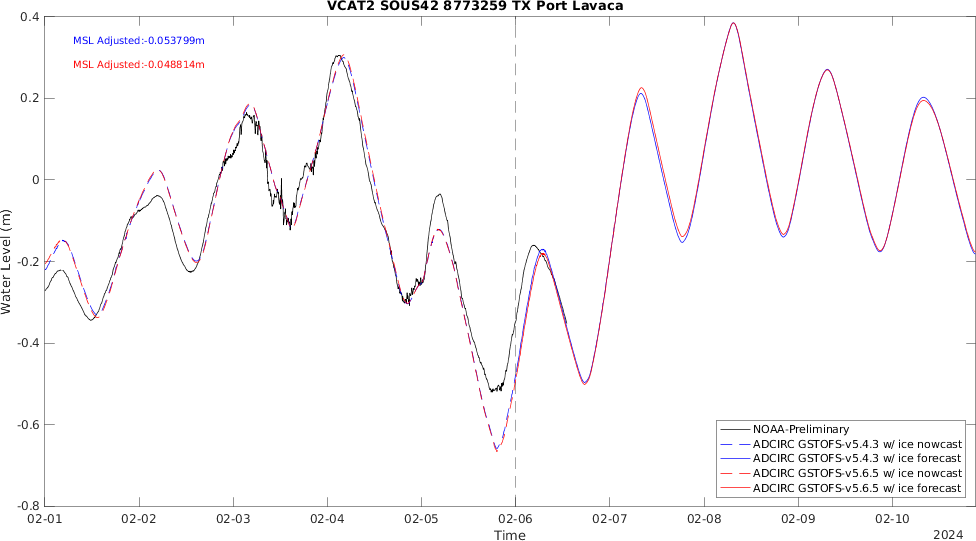 VCAT2 SOUS42 8773259 TX Port Lavaca
MSL Adjusted:-0.053799m
MSL Adjusted:-0.048814m
0.4
0.2
0
-0.2
-0.4
-0.6
-0.8
Water Level (m)
NOAA-Preliminary
ADCIRC GSTOFS-v5.4.3 w/ ice nowcast
ADCIRC GSTOFS-v5.4.3 w/ ice forecast
ADCIRC GSTOFS-v5.6.5 w/ ice nowcast
ADCIRC GSTOFS-v5.6.5 w/ ice forecast
02-01 02-02 02-03 02-04 02-05 02-06 02-07 02-08 02-09 02-10
Time
2024